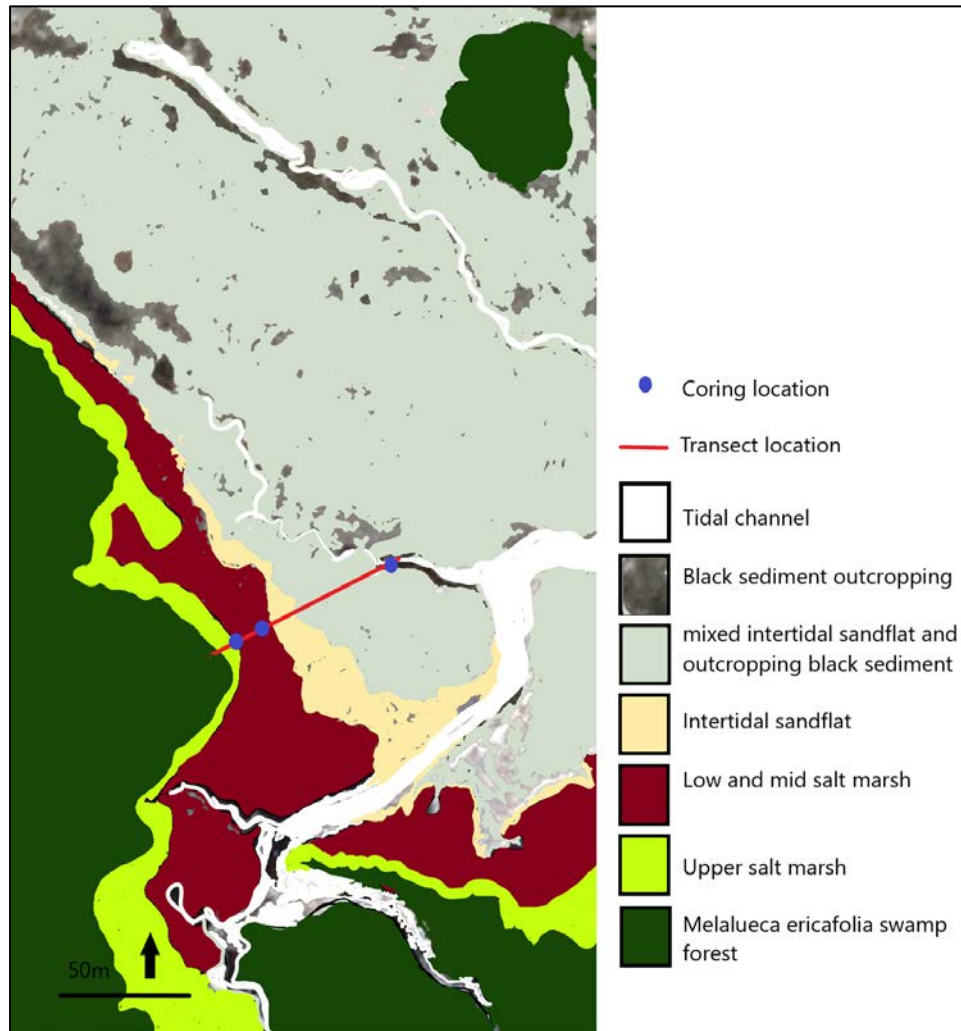 Coring location
Transect location
Tidal channel
Black sediment outcropping
mixed intertidal sandflat and
outcropping black sediment
Intertidal sandflat
Low and mid salt marsh
Upper salt marsh
Melalueca ericafolia swamp
forest
50m